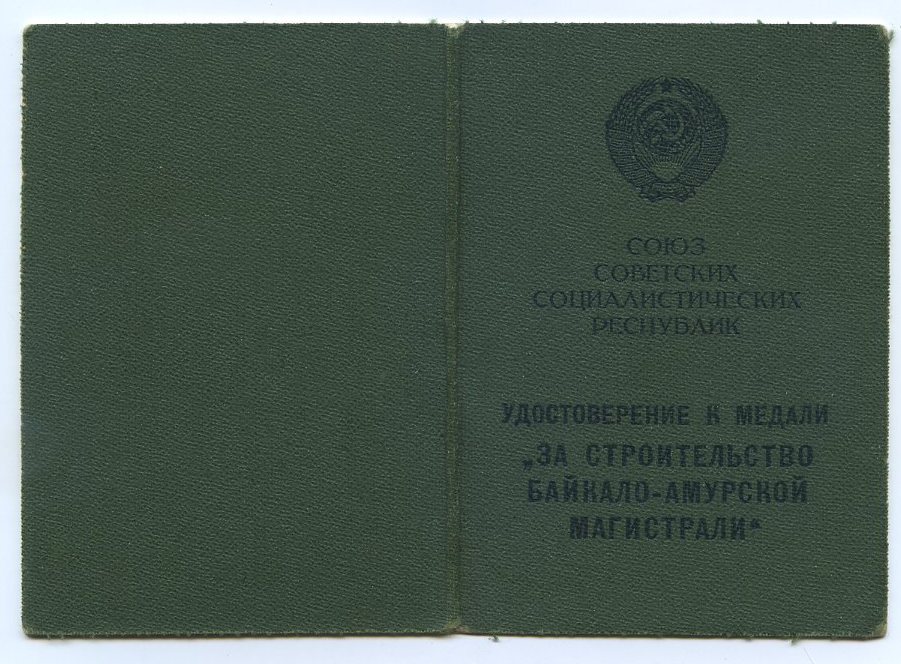 СОЮЗ
СОВЕТСКИХ
СОЦИАЛИСТИЧЕСКИХ
РЕСПУБЛИК
УДОСТОВЕРЕНИЕ К МЕДАЛИ
„ЗА СТРОИТЕЛЬСТВО
БАЙКАЛО-АМУРСКОЙ
МАГИСТРАЛИ“